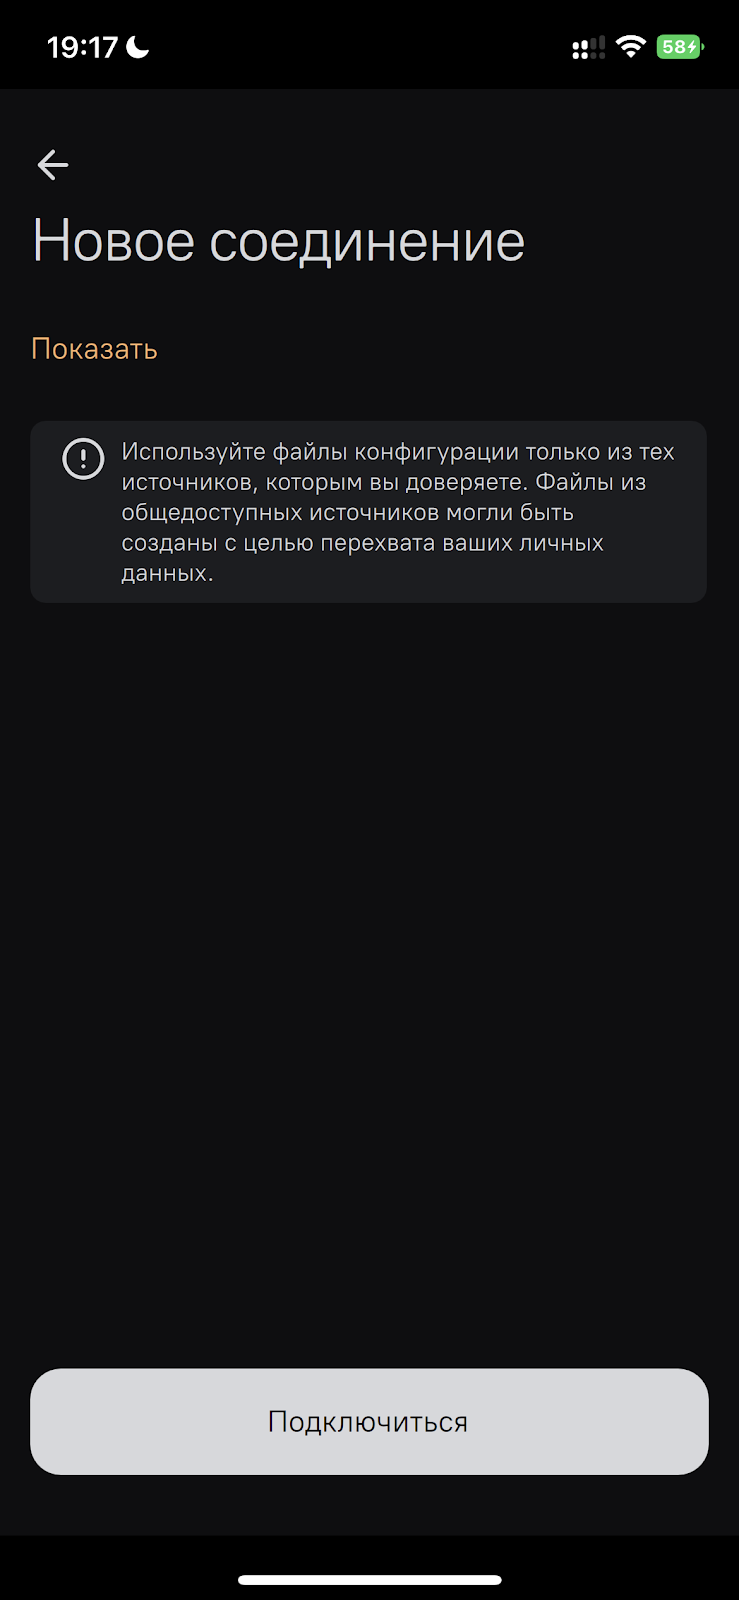 19:17
58
Новое соединение
Показать
Используйте файлы конфигурации только из тех
источников, которым вы доверяете. Файлы из
общедоступных источников могли быть
созданы с целью перехвата ваших личных
данных.
Подключиться